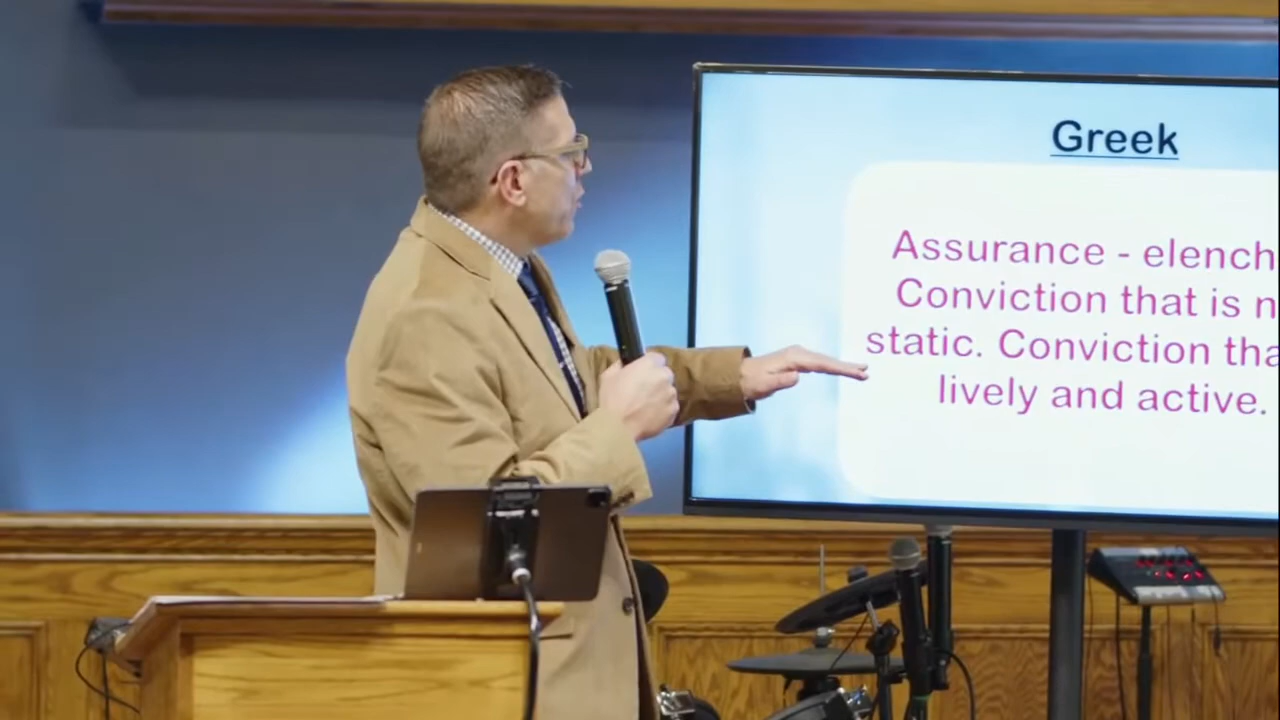 Greek
Assurance - elench
Conviction that is n
static. Conviction tha
lively and active.